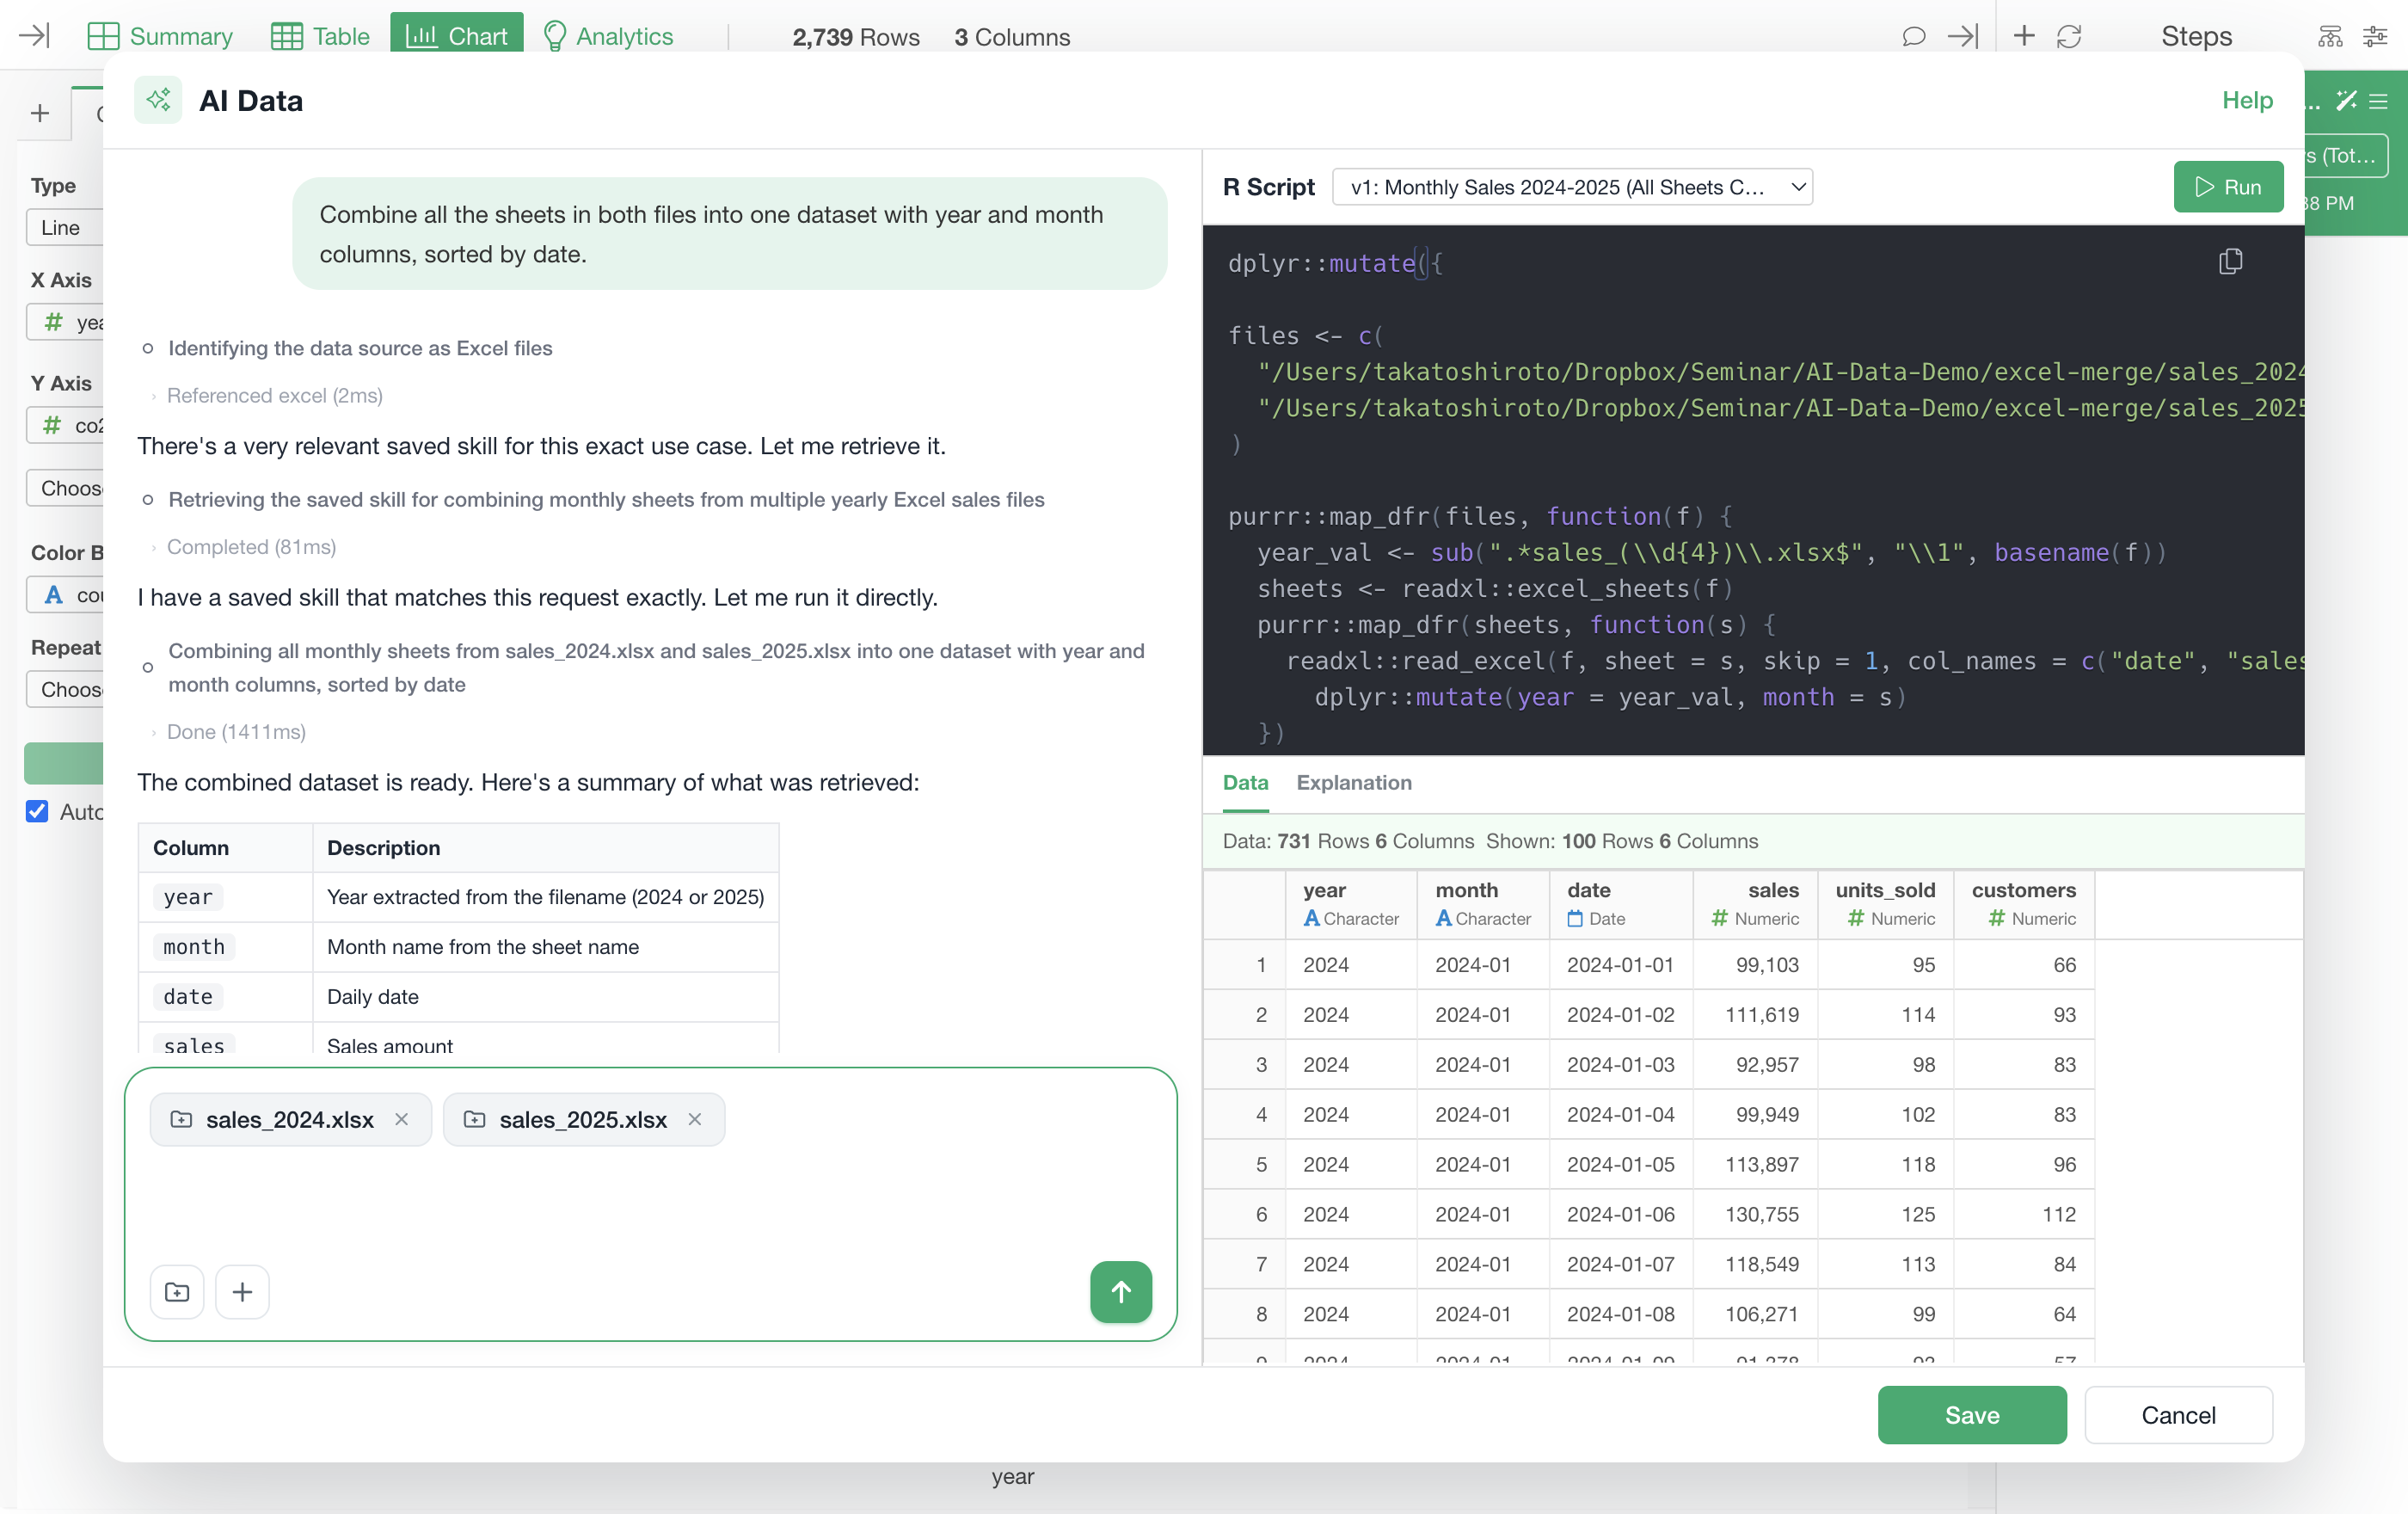 Summary
Table
Chart
Analytics
2,739 Rows
3 Columns
Steps
AI Data
Help
s (Tot...
38 PM
Type
Line
X Axis
# yea
Y Axis
# co2
Choose
Color B
A cou
Repeat
Choose
Auto
Combine all the sheets in both files into one dataset with year and month
columns, sorted by date.
Identifying the data source as Excel files
Referenced excel (2ms)
There's a very relevant saved skill for this exact use case. Let me retrieve it.
Retrieving the saved skill for combining monthly sheets from multiple yearly Excel sales files
Completed (81ms)
I have a saved skill that matches this request exactly. Let me run it directly.
Combining all monthly sheets from sales_2024.xlsx and sales_2025.xlsx into one dataset with year and
month columns, sorted by date
Done (1411ms)
The combined dataset is ready. Here's a summary of what was retrieved:
Column Description
year Year extracted from the filename (2024 or 2025)
month Month name from the sheet name
date Daily date
sales Sales amount
sales_2024.xlsx ×
sales_2025.xlsx ×
R Script
v1: Monthly Sales 2024-2025 (All Sheets C...
Run
dplyr::mutate({
files <- c(
"/Users/takatoshiroto/Dropbox/Seminar/AI-Data-Demo/excel-merge/sales_2024
"/Users/takatoshiroto/Dropbox/Seminar/AI-Data-Demo/excel-merge/sales_2025
)
purrr::map_dfr(files, function(f) {
year_val <- sub(".*sales_(\\d{4})\\.xlsx$", "\\1", basename(f))
sheets <- readxl::excel_sheets(f)
purrr::map_dfr(sheets, function(s) {
readxl::read_excel(f, sheet = s, skip = 1, col_names = c("date", "sales
dplyr::mutate(year = year_val, month = s)
})
Data
Explanation
Data: 731 Rows 6 Columns Shown: 100 Rows 6 Columns
year month date sales units_sold customers
A Character A Character Date # Numeric # Numeric # Numeric
1 2024 2024-01 2024-01-01 99,103 95 66
2 2024 2024-01 2024-01-02 111,619 114 93
3 2024 2024-01 2024-01-03 92,957 98 83
4 2024 2024-01 2024-01-04 99,949 102 83
5 2024 2024-01 2024-01-05 113,897 118 96
6 2024 2024-01 2024-01-06 130,755 125 112
7 2024 2024-01 2024-01-07 118,549 113 84
8 2024 2024-01 2024-01-08 106,271 99 64
9 2024 2024-01 2024-01-09
Save
Cancel
year